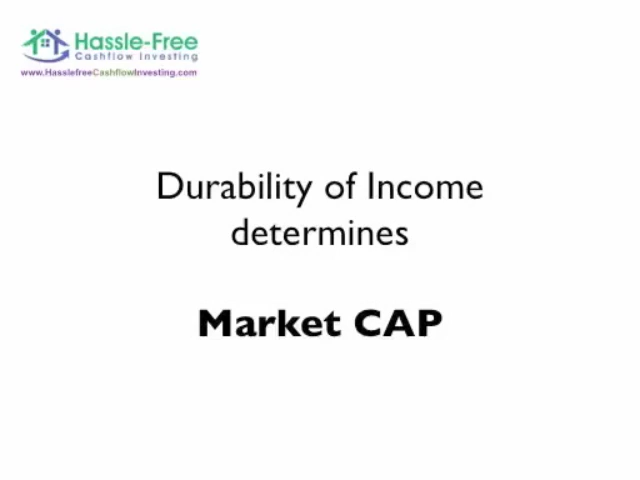 Hassle-Free
Cashflow Investing
www.HasslefreeCashflowInvesting.com
Durability of Income
determines
Market CAP